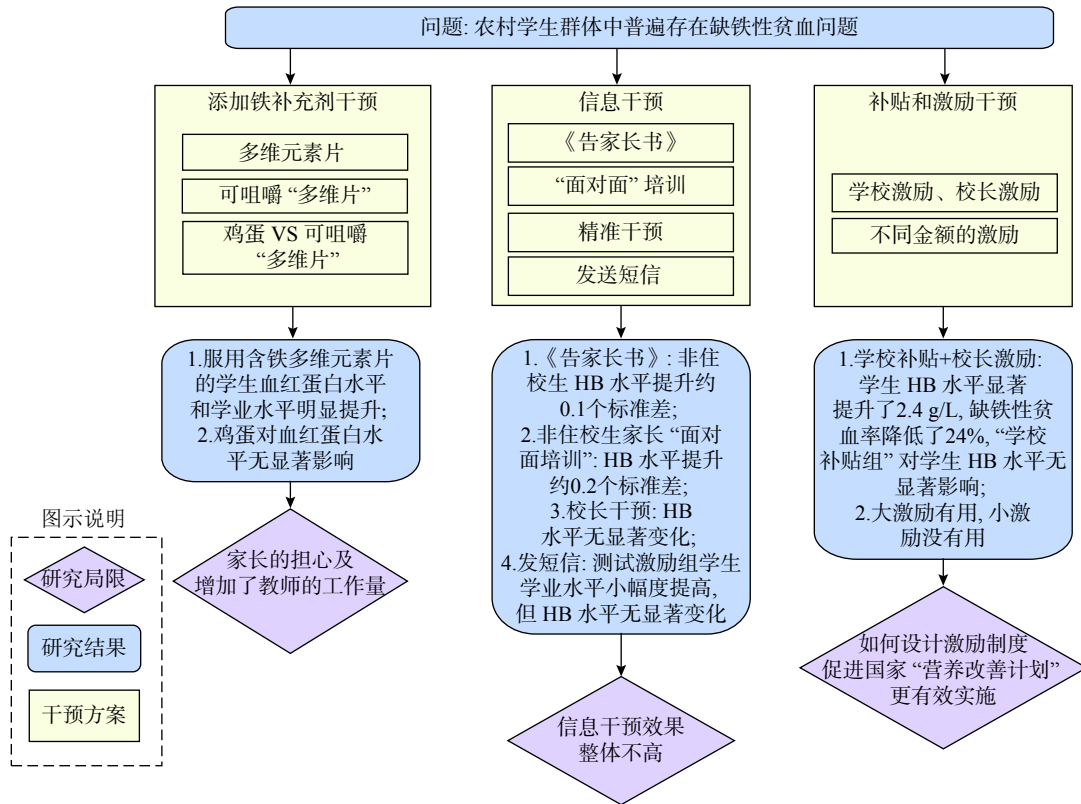 问题: 农村学生群体中普遍存在缺铁性贫血问题
添加铁补充剂干预
多维元素片
可咀嚼 “多维片”
鸡蛋 VS 可咀嚼
“多维片”
信息干预
《告家长书》
“面对面” 培训
精准干预
发送短信
补贴和激励干预
学校激励、校长激励
不同金额的激励
1.服用含铁多维元素片
的学生血红蛋白水平
和学业水平明显提升;
2.鸡蛋对血红蛋白水
平无显著影响
1.《告家长书》: 非住
校生 HB 水平提升约
0.1个标准差;
2.非住校生家长 “面对
面培训”: HB 水平提升
约0.2个标准差;
3.校长干预: HB
水平无显著变化;
4.发短信: 测试激励组学生
学业水平小幅度提高,
但 HB 水平无显著变化
1.学校补贴+校长激励:
学生 HB 水平显著
提升了2.4 g/L, 缺铁性贫
血率降低了24%, “学校
补贴组” 对学生 HB 水平无
显著影响;
2.大激励有用, 小激
励没有用
家长的担心及
增加了教师的工作量
信息干预效果
整体不高
如何设计激励制度
促进国家 “营养改善计划”
更有效实施
图示说明
研究局限
研究结果
干预方案